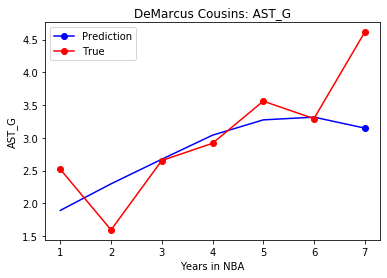 DeMarcus Cousins: AST_G
Prediction
True
4.5
4.0
3.5
3.0
2.5
2.0
1.5
AST_G
1 2 3 4 5 6 7
Years in NBA